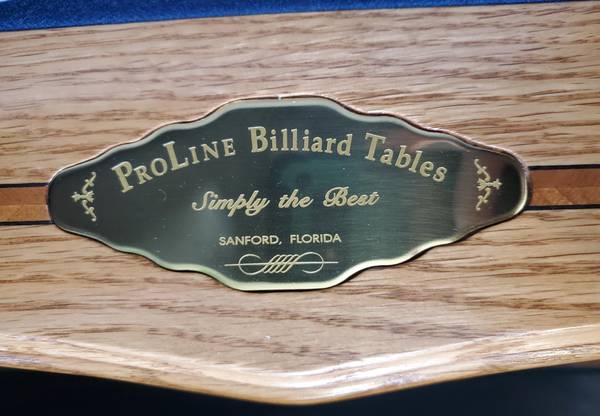 ProLine Billiard Tables
Simply the Best
SANFORD, FLORIDA